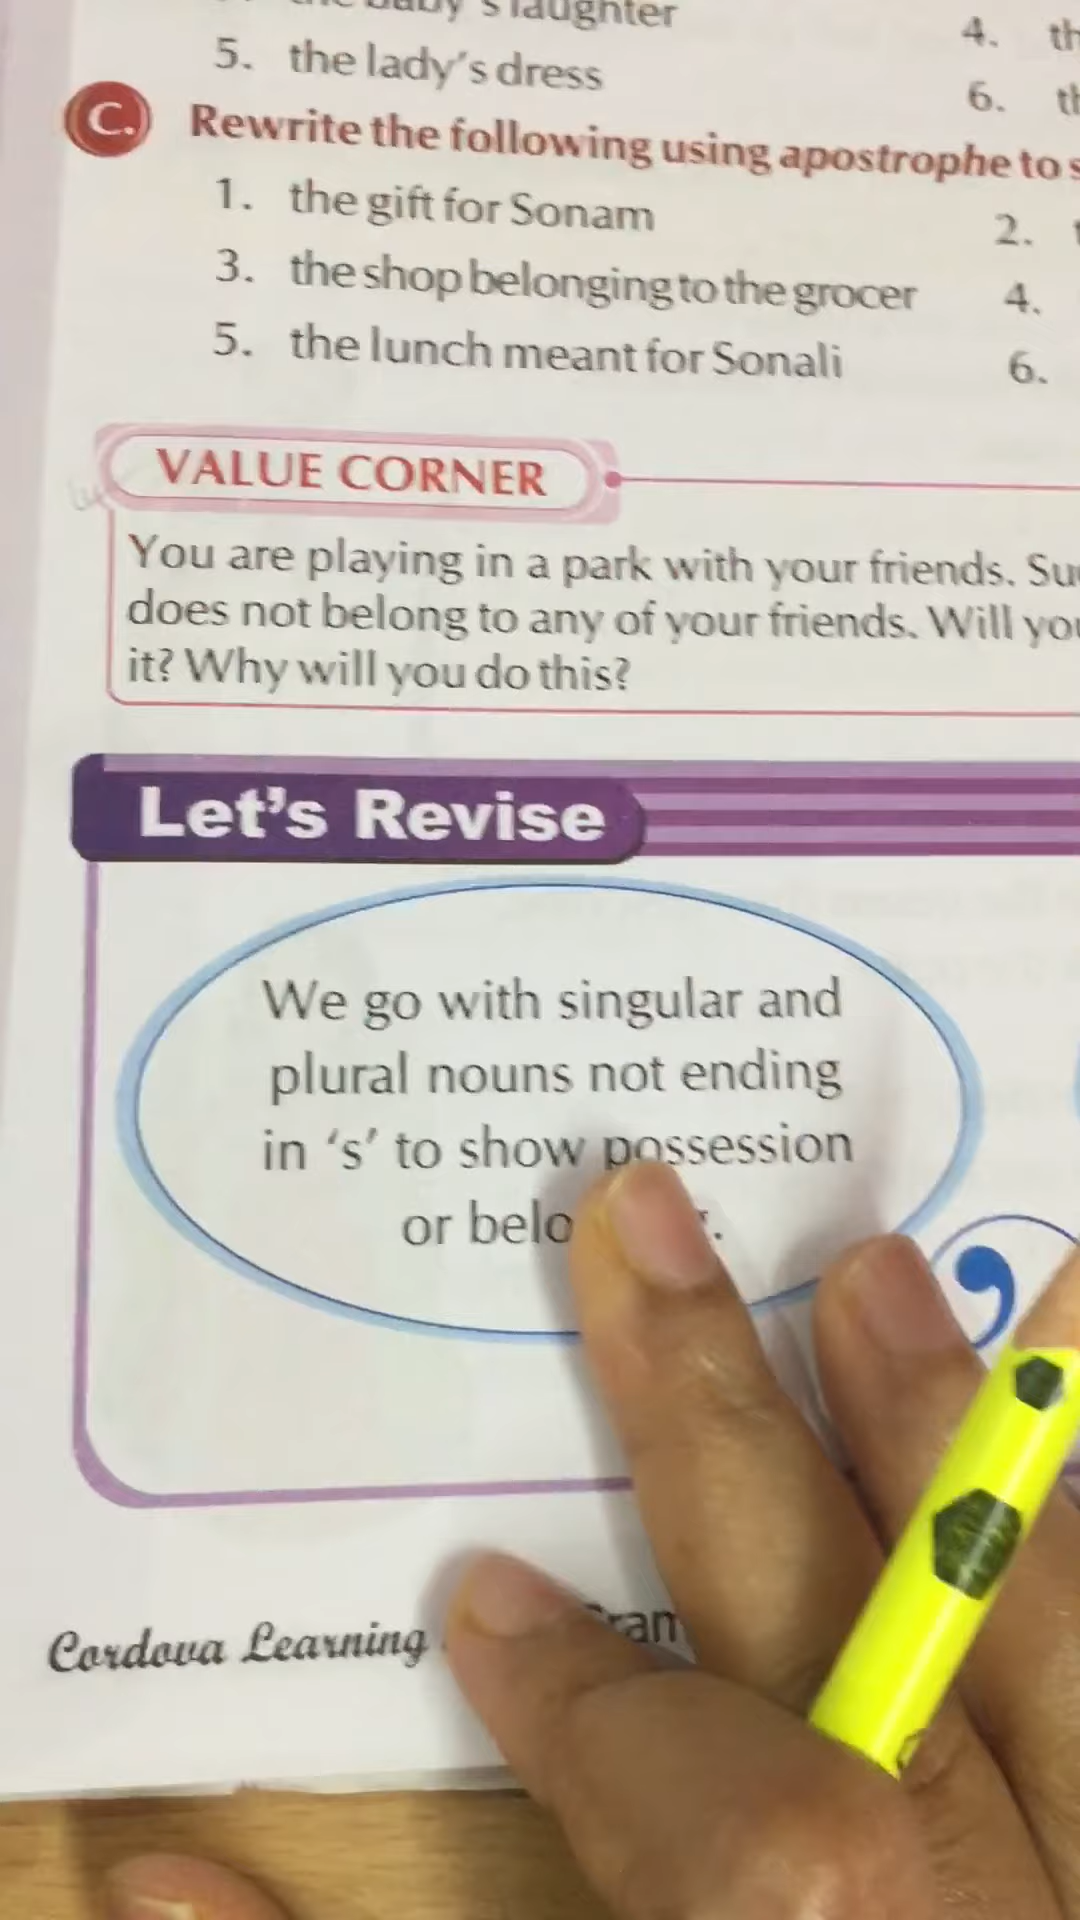 's laughter
4.
5. the lady's dress
6.
C. Rewrite the following using apostrophe to
1. the gift for Sonam
2.
3. the shop belonging to the grocer
4.
5. the lunch meant for Sonali
6.
VALUE CORNER
You are playing in a park with your friends.
does not belong to any of your friends. Will
it? Why will you do this?
Let's Revise
We go with singular and
plural nouns not ending
in 's' to show possession
or
,
Cordova Learning